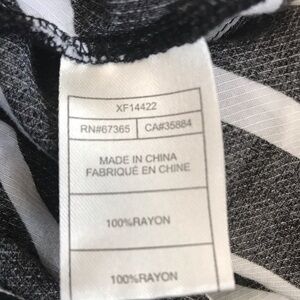 XF14422
RN#67365 CA#35884
MADE IN CHINA
FABRIQUÉ EN CHINE
100%RAYON
100%RAYON